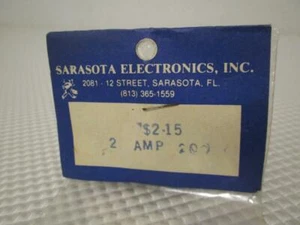 SARASOTA ELECTRONICS, INC.
2081 - 12 STREET, SARASOTA, FL.
(813) 365-1559
$2.15
2 AMP